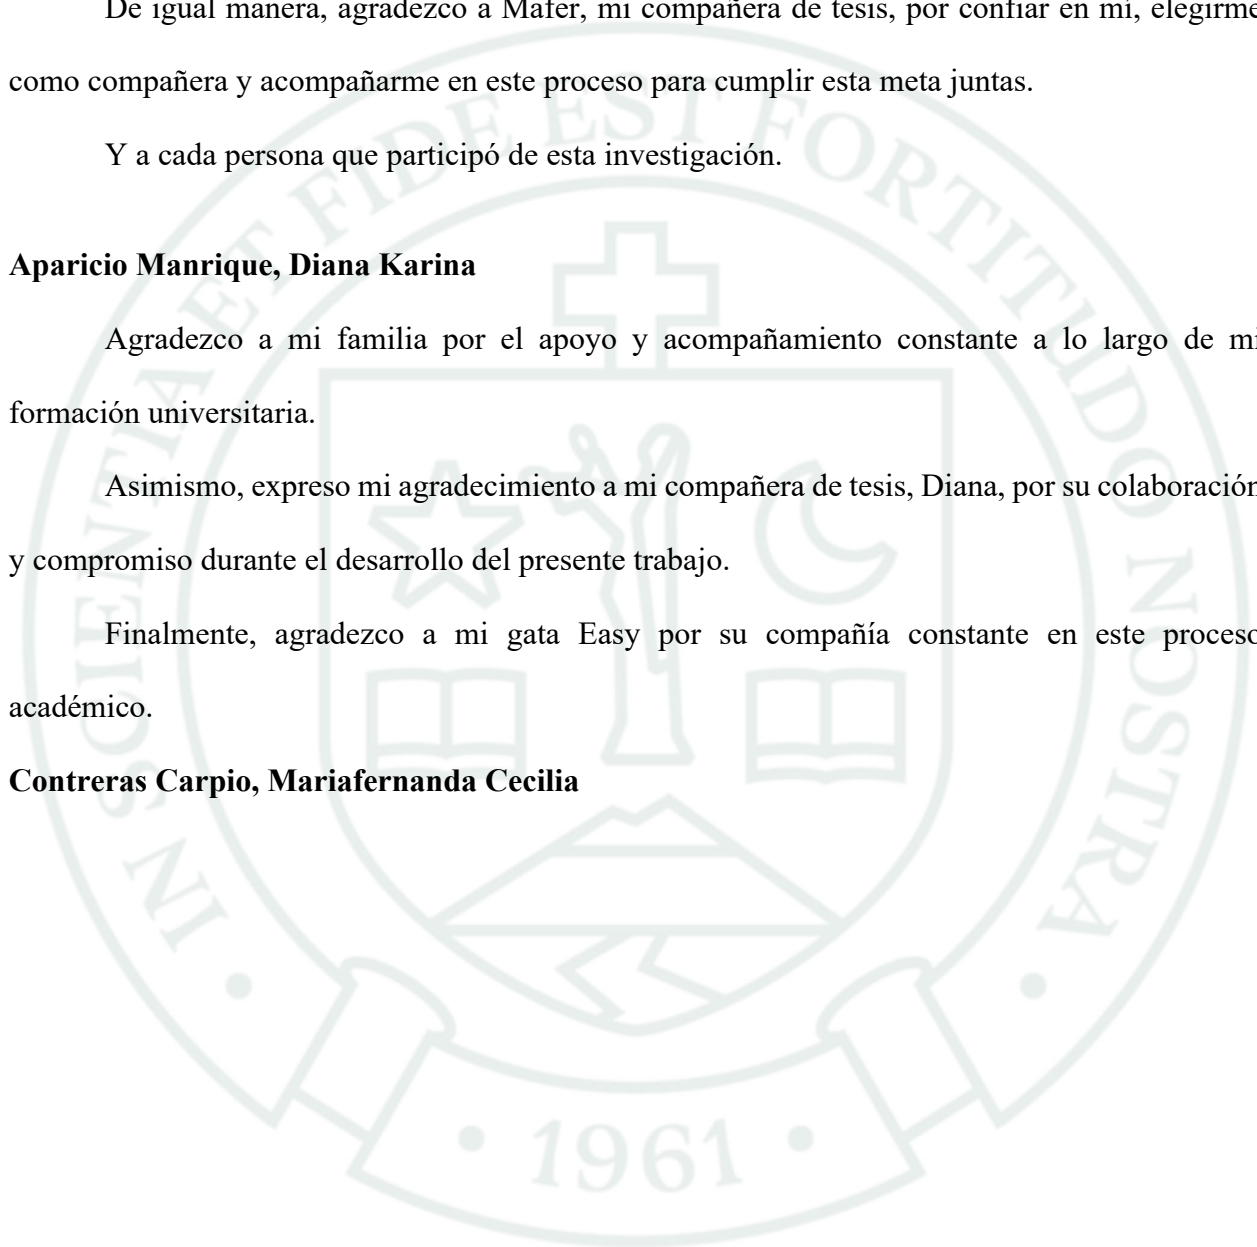 De igual manera, agradezco a Mafer, mi compañera de tesis, por confiar en mí, elegirme
como compañera y acompañarme en este proceso para cumplir esta meta juntas.
Y a cada persona que participó de esta investigación.
Aparicio Manrique, Diana Karina
Agradezco a mi familia por el apoyo y acompañamiento constante a lo largo de mi
formación universitaria.
Asimismo, expreso mi agradecimiento a mi compañera de tesis, Diana, por su colaboración
y compromiso durante el desarrollo del presente trabajo.
Finalmente, agradezco a mi gata Easy por su compañía constante en este proceso
académico.
Contreras Carpio, Mariafernanda Cecilia
IN SCIENTIA ET FIDE EST FORTITUDO NOSTRA
• 1961 •